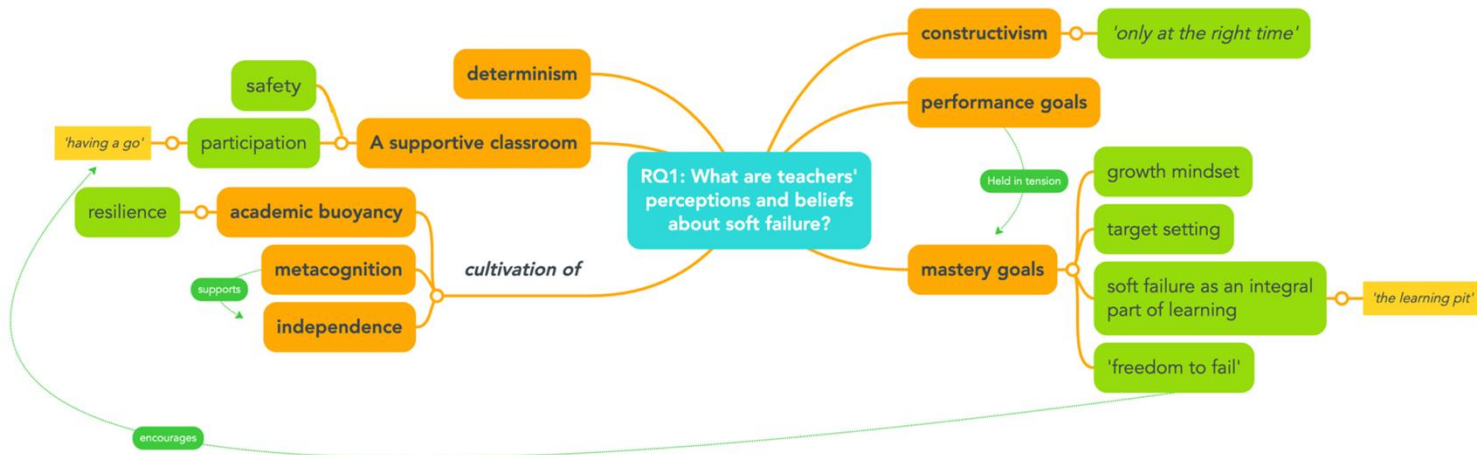 RQ1: What are teachers'
perceptions and beliefs
about soft failure?
determinism
A supportive classroom
safety
participation
'having a go'
cultivation of
academic buoyancy
resilience
metacognition
supports
independence
constructivism
'only at the right time'
performance goals
Held in tension
mastery goals
growth mindset
target setting
soft failure as an integral
part of learning
'the learning pit'
'freedom to fail'
encourages